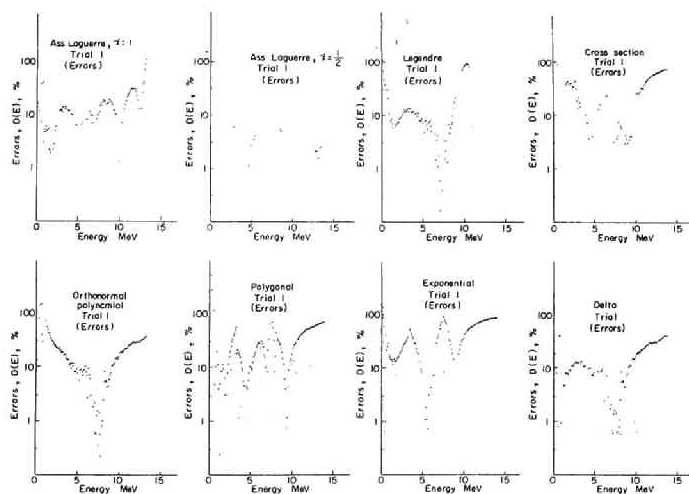 Ass Laguerre, α=1
Trial 1
(Errors)
Errors, D(E), %
100
10
1
0 5 10 15
Energy MeV
Ass Laguerre, α=1/2
Trial 1
(Errors)
Errors, D(E), %
100
10
1
0 5 10 15
Energy MeV
Legendre
Trial 1
(Errors)
Errors, D(E), %
100
10
1
0 5 10 15
Energy MeV
Cross section
Trial 1
(Errors)
Errors, D(E), %
100
10
1
0 5 10 15
Energy MeV
Orthonormal
polynomial
Trial 1
(Errors)
Errors, D(E), %
100
10
1
0 5 10 15
Energy MeV
Polygonal
Trial 1
(Errors)
Errors, D(E), %
100
10
1
0 5 10 15
Energy MeV
Exponential
Trial 1
(Errors)
Errors, D(E), %
100
10
1
0 5 10 15
Energy MeV
Delta
Trial
(Errors)
Errors, D(E), %
100
10
1
0 5 10 15
Energy MeV